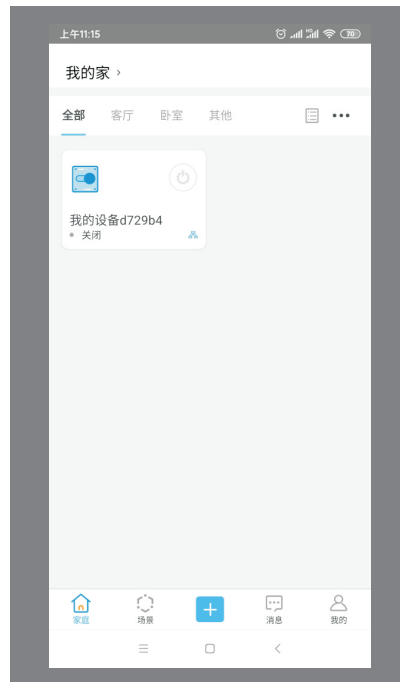 上午11:15
70
我的家 ›
全部 客厅 卧室 其他
我的设备d729b4
关闭
家庭 场景 消息 我的